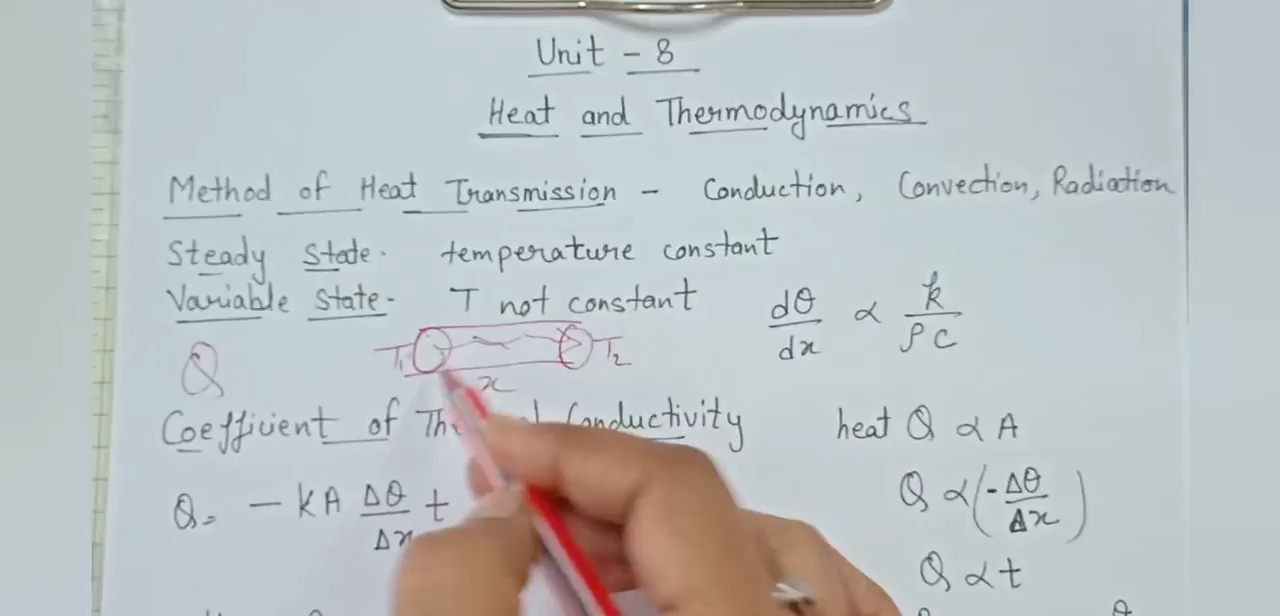 Unit - 8
Heat and Thermodynamics
Method of Heat Transmission - Conduction, Convection, Radiation
Steady State. temperature constant
Variable State - T not constant dθ/dx ∝ k/ρC
Q T₁ T₂
x
Coefficient of Conductivity heat Q ∝ A
Q = - kA Δθ/Δx t Q ∝ (-Δθ/Δx)
Q ∝ t